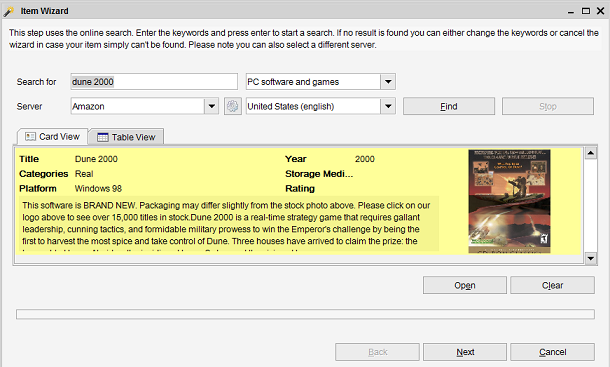 Item Wizard
This step uses the online search. Enter the keywords and press enter to start a search. If no result is found you can either change the keywords or cancel the
wizard in case your item simply can't be found. Please note you can also select a different server.
Search for dune 2000 PC software and games
Server Amazon United States (english) Find Stop
Card View Table View
Title Dune 2000 Year 2000
Categories Real Storage Medi...
Platform Windows 98 Rating
This software is BRAND NEW. Packaging may differ slightly from the stock photo above. Please click on our
logo above to see over 15,000 titles in stock.Dune 2000 is a real-time strategy game that requires gallant
leadership, cunning tactics, and formidable military prowess to win the Emperor's challenge by being the
first to harvest the most spice and take control of Dune. Three houses have arrived to claim the prize: the
Open Clear
Back Next Cancel